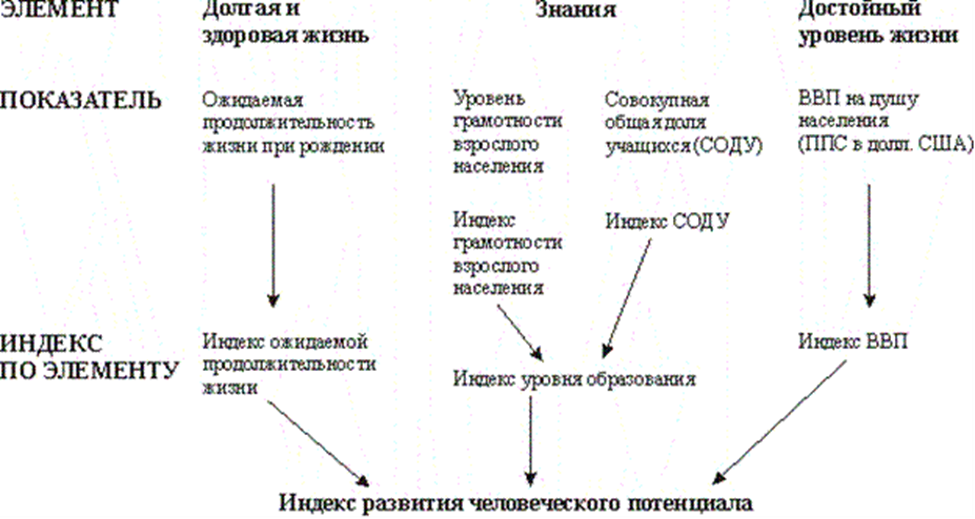 ЭЛЕМЕНТ
Долгая и
здоровая жизнь
Знания
Достойный
уровень жизни
ПОКАЗАТЕЛЬ
Ожидаемая
продолжительность
жизни при рождении
Уровень
грамотности
взрослого
населения
Совокупная
общая доля
учащихся (СОДУ)
ВВП на душу
населения
(ППС в долл. США)
Индекс
грамотности
взрослого
населения
Индекс СОДУ
ИНДЕКС
ПО ЭЛЕМЕНТУ
Индекс ожидаемой
продолжительности
жизни
Индекс уровня образования
Индекс ВВП
Индекс развития человеческого потенциала